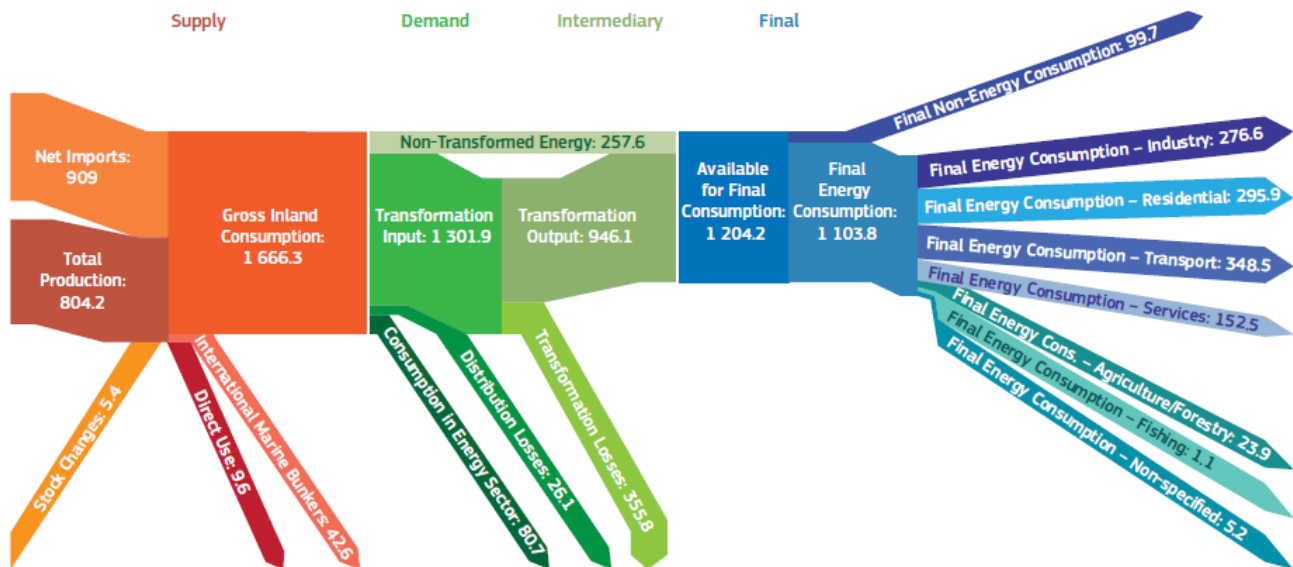 Supply
Demand
Intermediary
Final
Net Imports:
909
Total
Production:
804.2
Stock Changes: 5.4
Direct Use: 9.6
International Marine Bunkers: 42.6
Gross Inland
Consumption:
1 666.3
Non-Transformed Energy: 257.6
Transformation
Input: 1 301.9
Transformation
Output: 946.1
Consumption in Energy Sector: 80.7
Distribution Losses: 26.1
Transformation Losses: 355.8
Available
for Final
Consumption:
1 204.2
Final
Energy
Consumption:
1 103.8
Final Non-Energy Consumption: 99.7
Final Energy Consumption – Industry: 276.6
Final Energy Consumption – Residential: 295.9
Final Energy Consumption – Transport: 348.5
Final Energy Consumption – Services: 152.5
Final Energy Cons. – Agriculture/Forestry: 23.9
Final Energy Consumption – Fishing: 1.1
Final Energy Consumption – Non-specified: 5.2